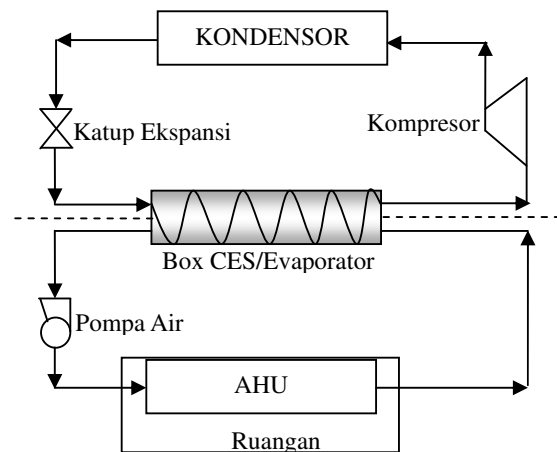 KONDENSOR
Katup Ekspansi
Kompresor
Box CES/Evaporator
Pompa Air
AHU
Ruangan